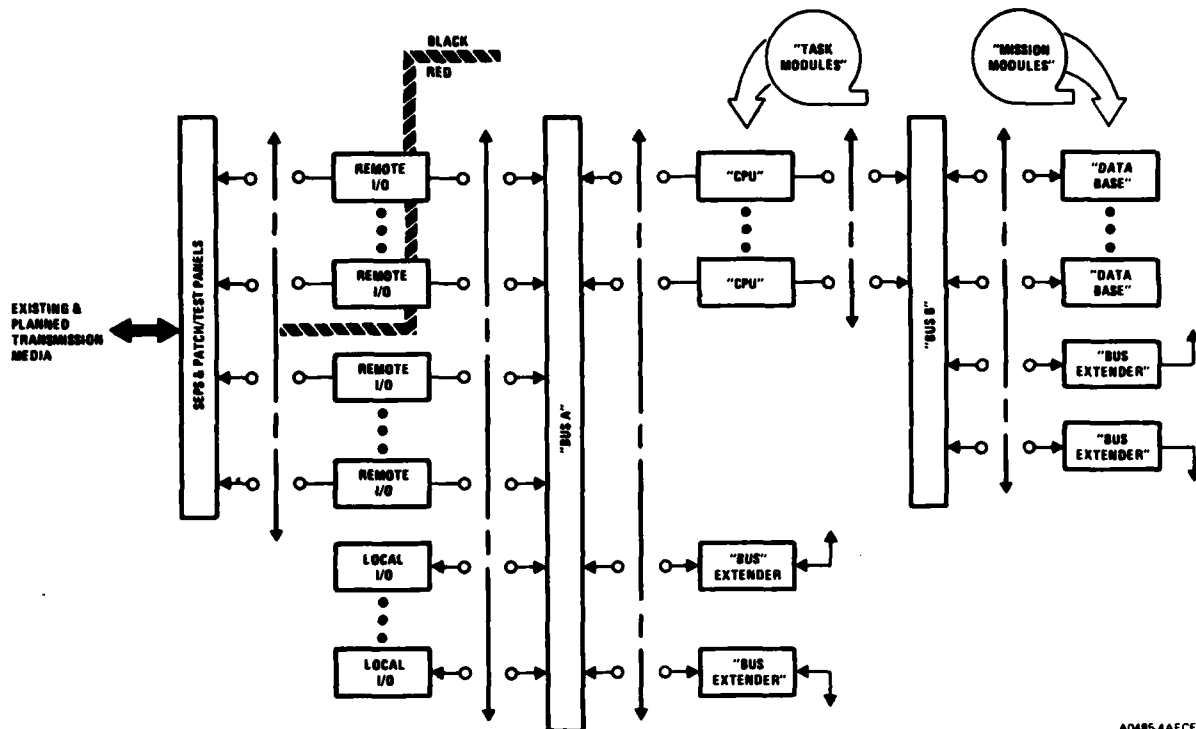 BLACK
RED
"TASK
MODULES"
"MISSION
MODULES"
REMOTE
I/O
"CPU"
"DATA
BASE"
REMOTE
I/O
"CPU"
"DATA
BASE"
EXISTING &
PLANNED
TRANSMISSION
MEDIA
SEPS & PATCH/TEST PANELS
"BUS A"
"BUS B"
REMOTE
I/O
"BUS
EXTENDER"
REMOTE
I/O
"BUS
EXTENDER"
LOCAL
I/O
"BUS"
EXTENDER
LOCAL
I/O
"BUS
EXTENDER"